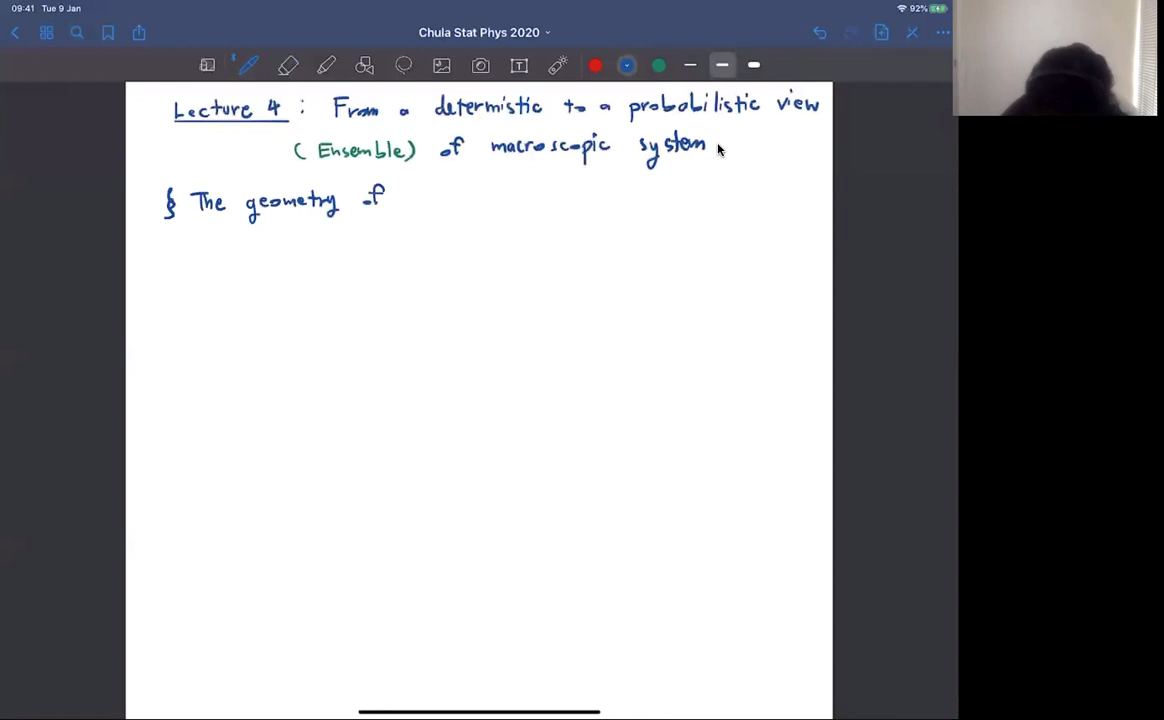 09:41 Tue 9 Jan
92%
Chula Stat Phys 2020
Lecture 4 : From a determistic to a probabilistic view
(Ensemble) of macroscopic system
§ The geometry of